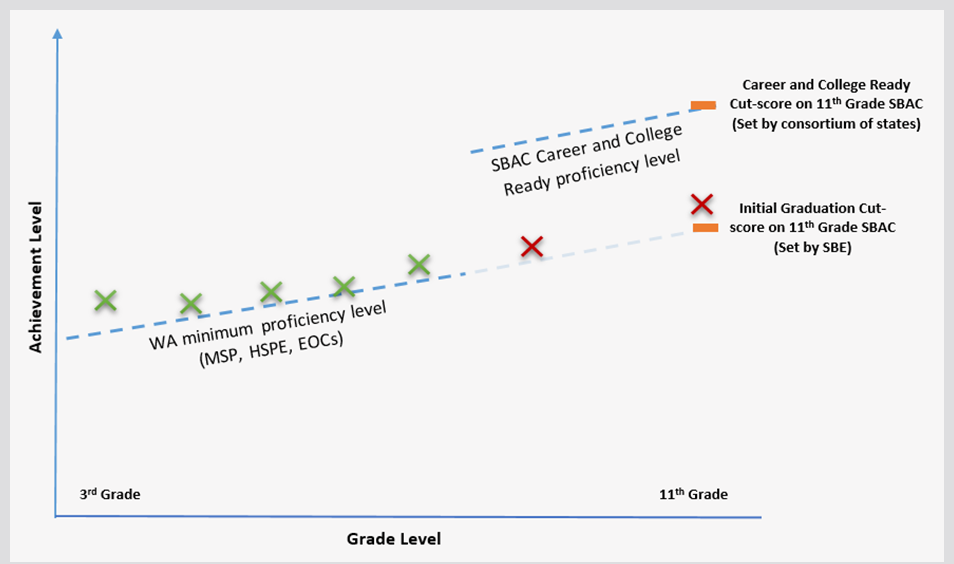 Career and College Ready
Cut-score on 11th Grade SBAC
(Set by consortium of states)
SBAC Career and College
Ready proficiency level
Initial Graduation Cut-
score on 11th Grade SBAC
(Set by SBE)
Achievement Level
WA minimum proficiency level
(MSP, HSPE, EOCs)
3rd Grade
11th Grade
Grade Level